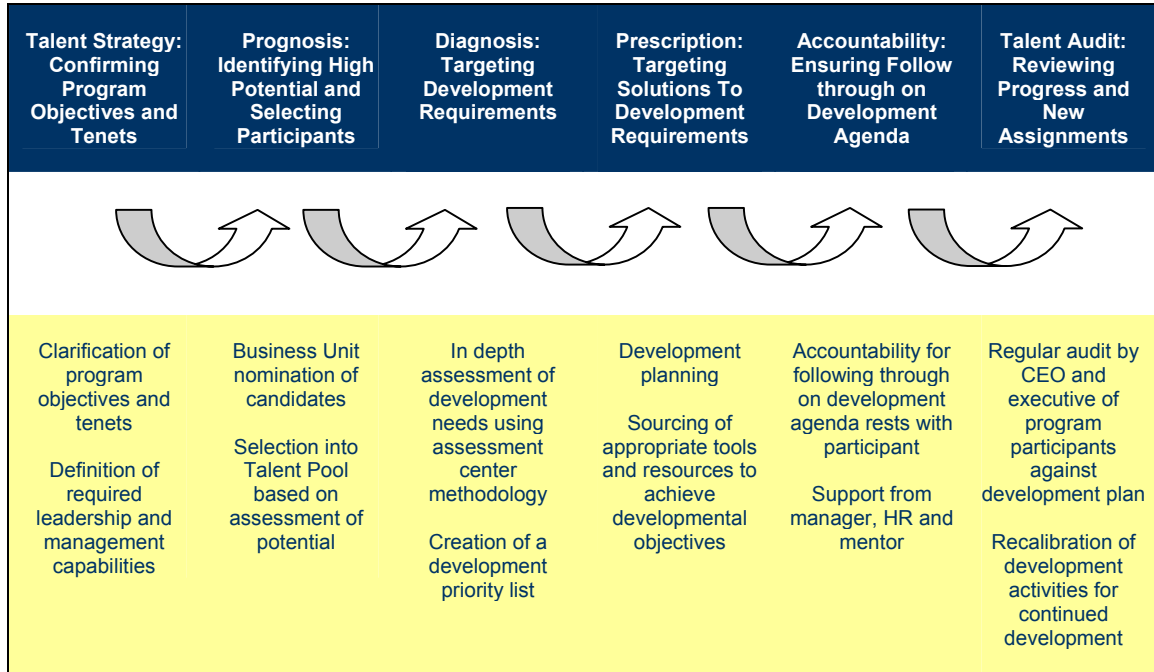 Talent Strategy:
Confirming
Program
Objectives and
Tenets
Prognosis:
Identifying High
Potential and
Selecting
Participants
Diagnosis:
Targeting
Development
Requirements
Prescription:
Targeting
Solutions To
Development
Requirements
Accountability:
Ensuring Follow
through on
Development
Agenda
Talent Audit:
Reviewing
Progress and
New
Assignments
Clarification of
program
objectives and
tenets
Definition of
required
leadership and
management
capabilities
Business Unit
nomination of
candidates
Selection into
Talent Pool
based on
assessment of
potential
In depth
assessment of
development
needs using
assessment
center
methodology
Creation of a
development
priority list
Development
planning
Sourcing of
appropriate tools
and resources to
achieve
developmental
objectives
Accountability for
following through
on development
agenda rests with
participant
Support from
manager, HR and
mentor
Regular audit by
CEO and
executive of
program
participants
against
development plan
Recalibration of
development
activities for
continued
development